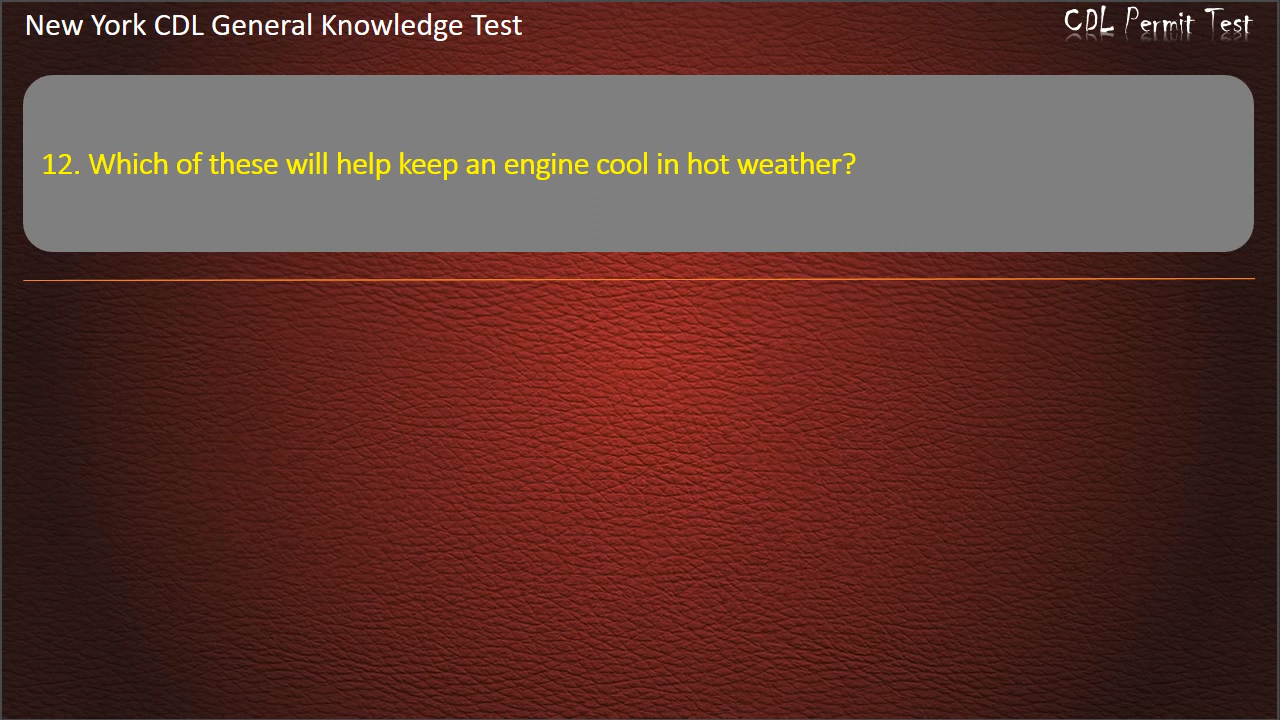 New York CDL General Knowledge Test
CDL Permit Test
12. Which of these will help keep an engine cool in hot weather?